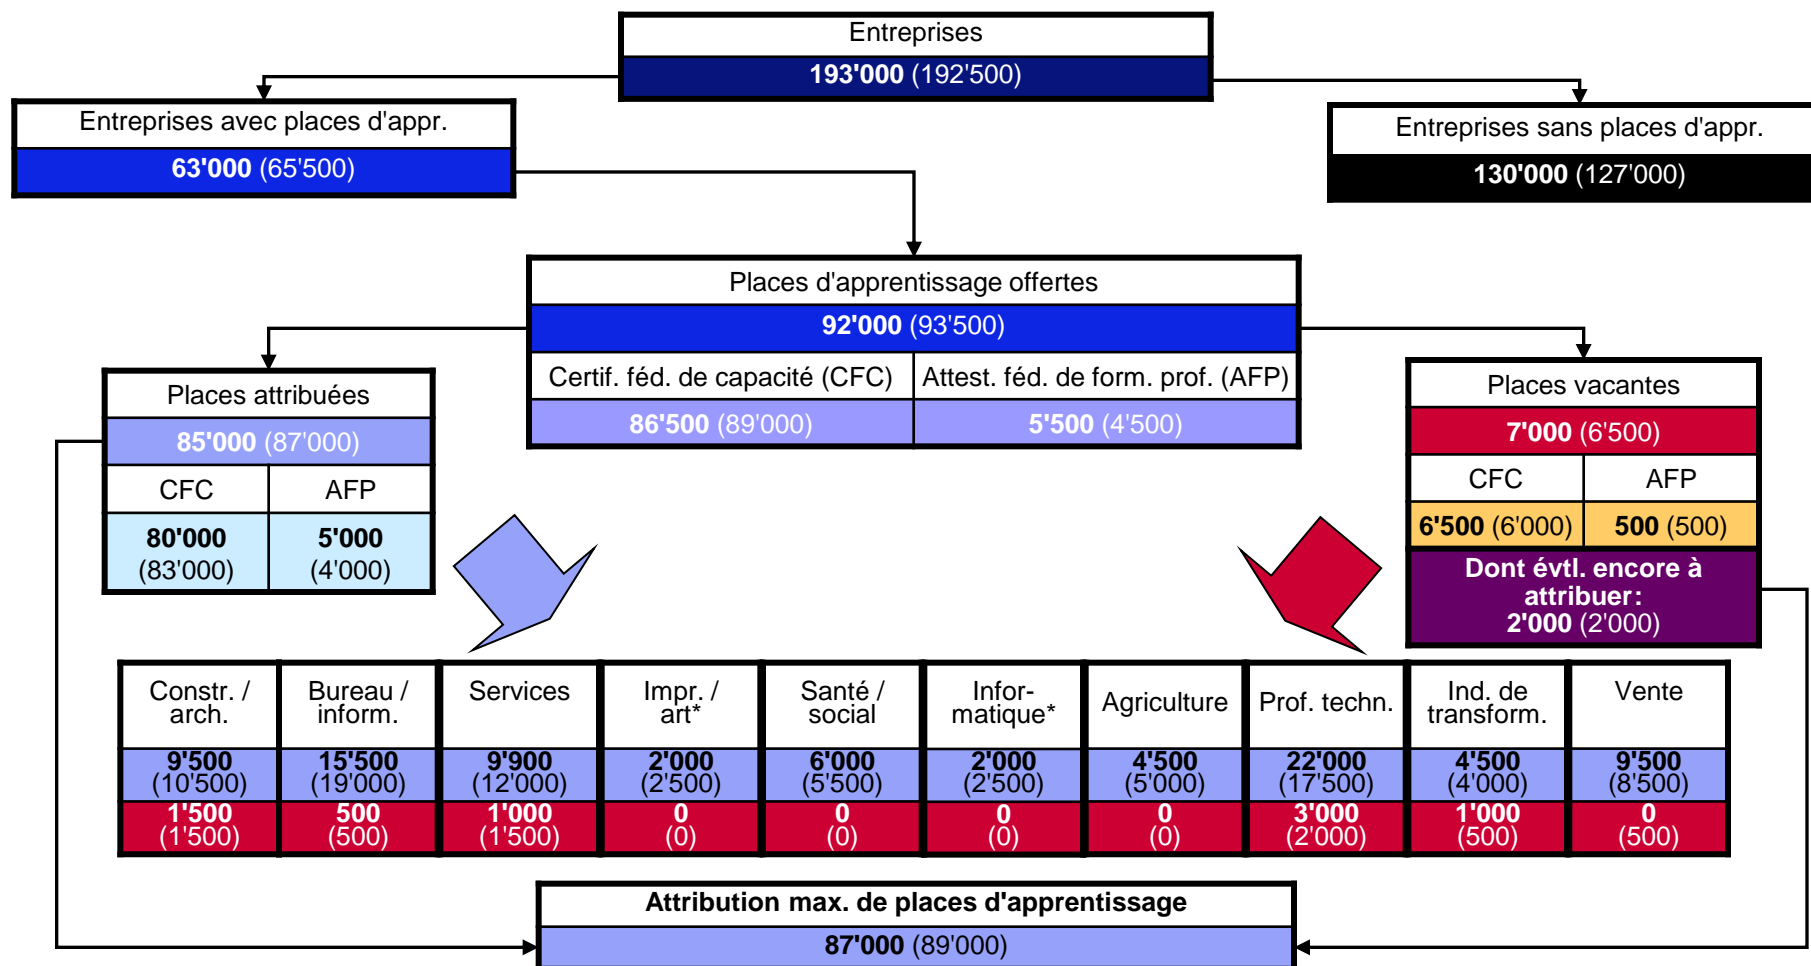 Entreprises
193'000 (192'500)
Entreprises avec places d'appr.
63'000 (65'500)
Entreprises sans places d'appr.
130'000 (127'000)
Places d'apprentissage offertes
92'000 (93'500)
Certif. féd. de capacité (CFC)
Attest. féd. de form. prof. (AFP)
86'500 (89'000)
5'500 (4'500)
Places attribuées
85'000 (87'000)
CFC
AFP
80'000
(83'000)
5'000
(4'000)
Places vacantes
7'000 (6'500)
CFC
AFP
6'500 (6'000)
500 (500)
Dont évtl. encore à
attribuer:
2'000 (2'000)
Constr. /
arch.
Bureau /
inform.
Services
Impr. /
art*
Santé /
social
Infor-
matique*
Agriculture
Prof. techn.
Ind. de
transform.
Vente
9'500
(10'500)
15'500
(19'000)
9'900
(12'000)
2'000
(2'500)
6'000
(5'500)
2'000
(2'500)
4'500
(5'000)
22'000
(17'500)
4'500
(4'000)
9'500
(8'500)
1'500
(1'500)
500
(500)
1'000
(1'500)
0
(0)
0
(0)
0
(0)
0
(0)
3'000
(2'000)
1'000
(500)
0
(500)
Attribution max. de places d'apprentissage
87'000 (89'000)